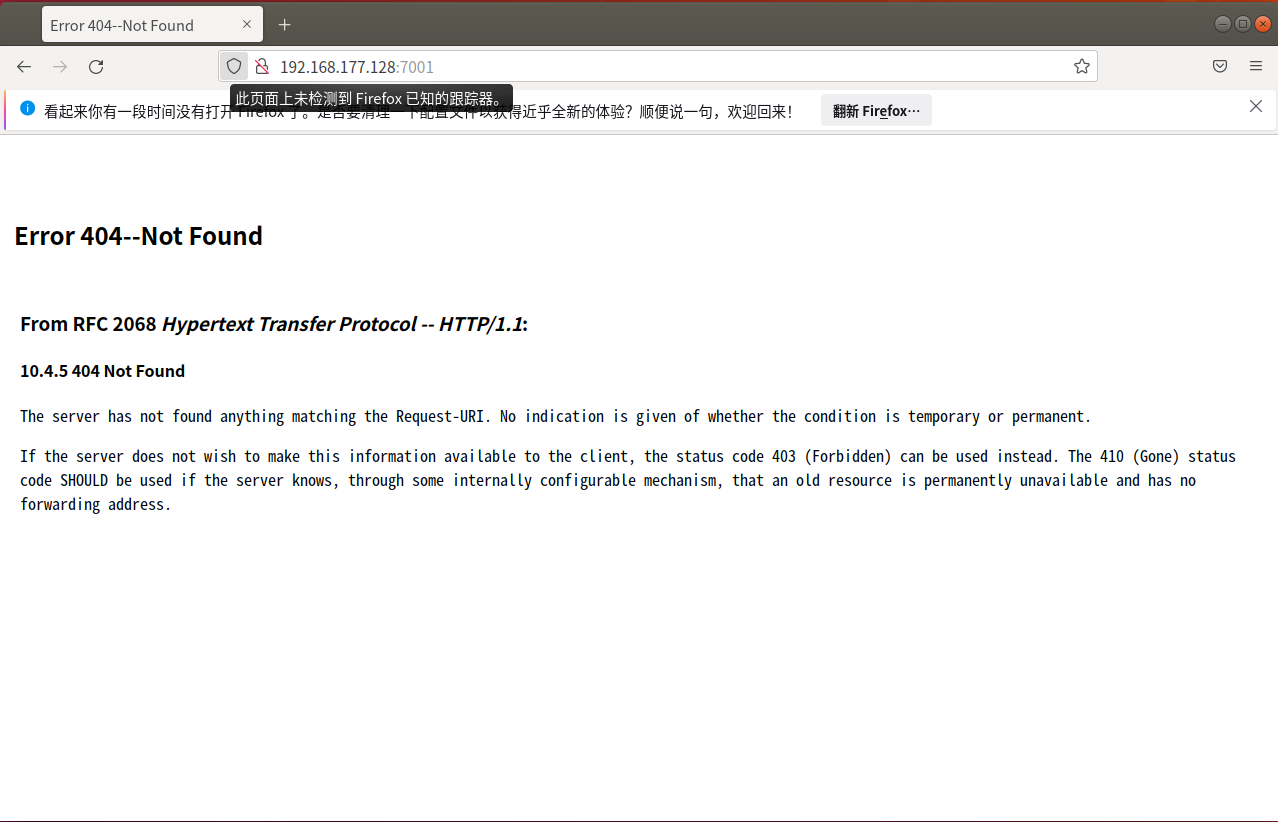 Error 404--Not Found
192.168.177.128:7001
此页面上未检测到 Firefox 已知的跟踪器。
看起来你有一段时间没有打开 Firefox 了。是否要清理一下配置文件以获得近乎全新的体验？顺便说一句，欢迎回来！
翻新 Firefox…
Error 404--Not Found
From RFC 2068 Hypertext Transfer Protocol -- HTTP/1.1:
10.4.5 404 Not Found
The server has not found anything matching the Request-URI. No indication is given of whether the condition is temporary or permanent.
If the server does not wish to make this information available to the client, the status code 403 (Forbidden) can be used instead. The 410 (Gone) status
code SHOULD be used if the server knows, through some internally configurable mechanism, that an old resource is permanently unavailable and has no
forwarding address.